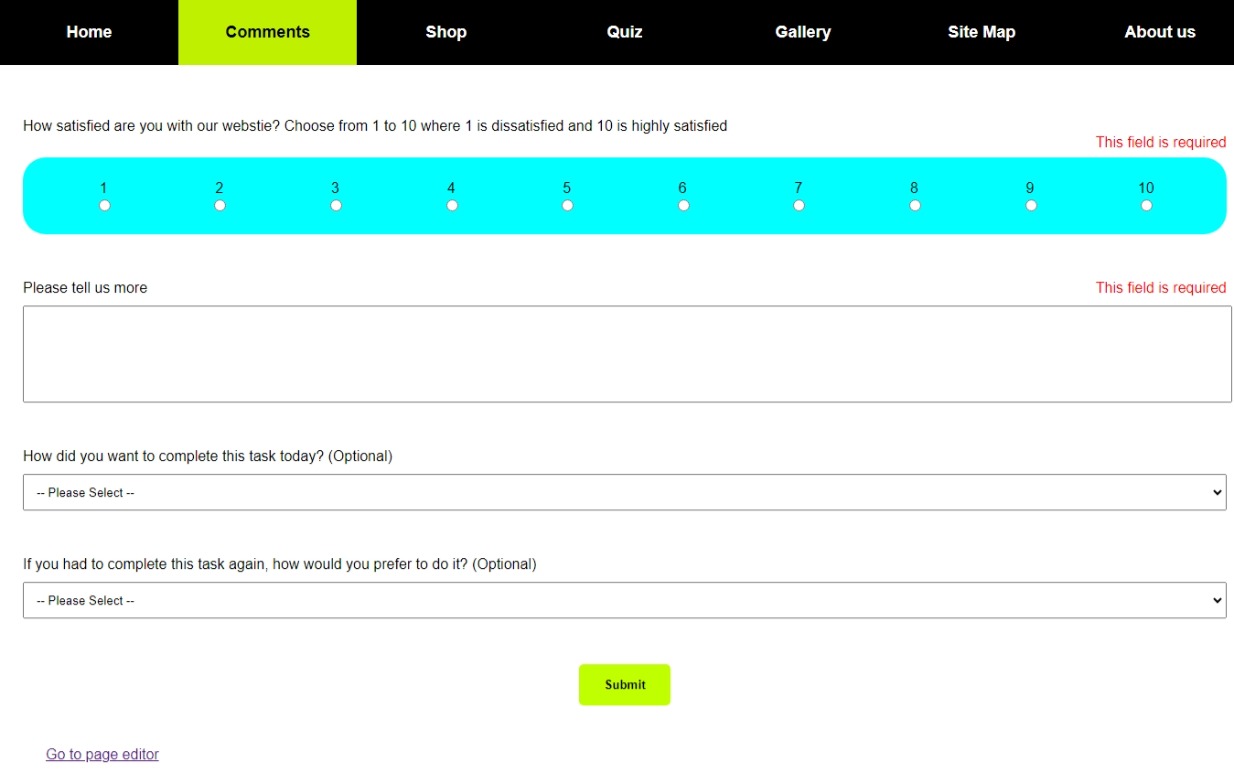 Home Comments Shop Quiz Gallery Site Map About us
How satisfied are you with our webstie? Choose from 1 to 10 where 1 is dissatisfied and 10 is highly satisfied
This field is required
1 2 3 4 5 6 7 8 9 10
Please tell us more This field is required
How did you want to complete this task today? (Optional)
-- Please Select --
If you had to complete this task again, how would you prefer to do it? (Optional)
-- Please Select --
Submit
Go to page editor